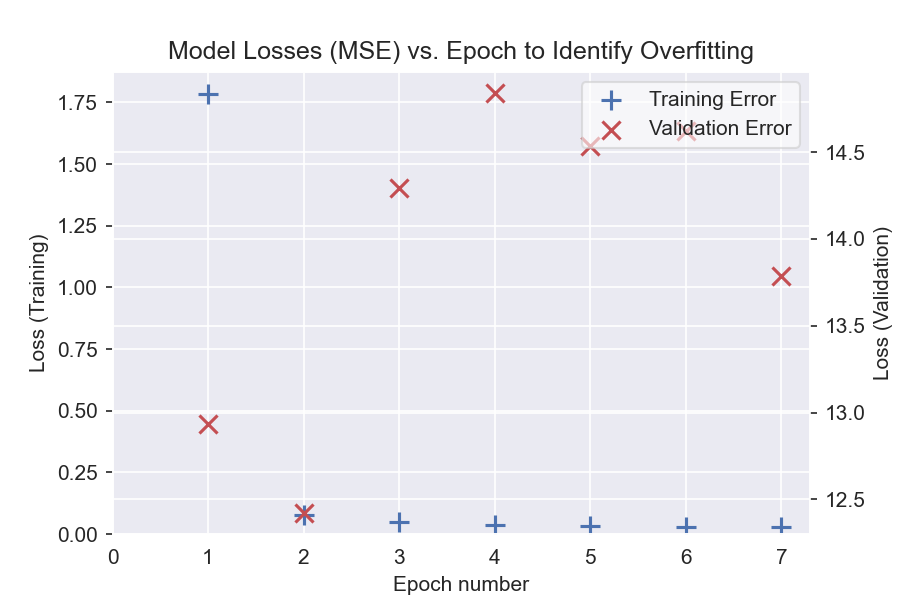 Model Losses (MSE) vs. Epoch to Identify Overfitting
Training Error
Validation Error
Loss (Training)
1.75
1.50
1.25
1.00
0.75
0.50
0.25
0.00
14.5
14.0
13.5
13.0
12.5
Loss (Validation)
0 1 2 3 4 5 6 7
Epoch number